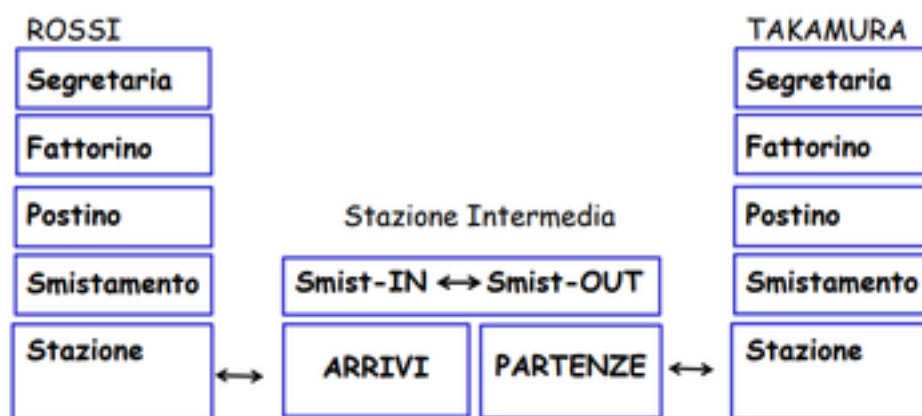 ROSSI
Segretaria
Fattorino
Postino
Smistamento
Stazione
Stazione Intermedia
Smist-IN ↔ Smist-OUT
ARRIVI
PARTENZE
TAKAMURA
Segretaria
Fattorino
Postino
Smistamento
Stazione